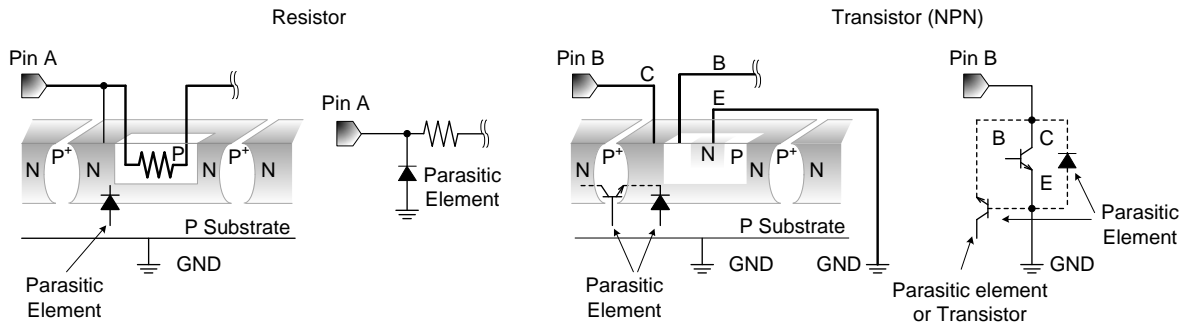 Resistor
Transistor (NPN)
Pin A
N
P+
N
P
N
P+
N
Parasitic
Element
P Substrate
GND
Pin A
Parasitic
Element
Pin B
C
B
E
N
P+
N
N
P
N
P+
N
Parasitic
Element
P Substrate
GND
GND
Pin B
B
C
E
Parasitic
Element
GND
Parasitic element
or Transistor